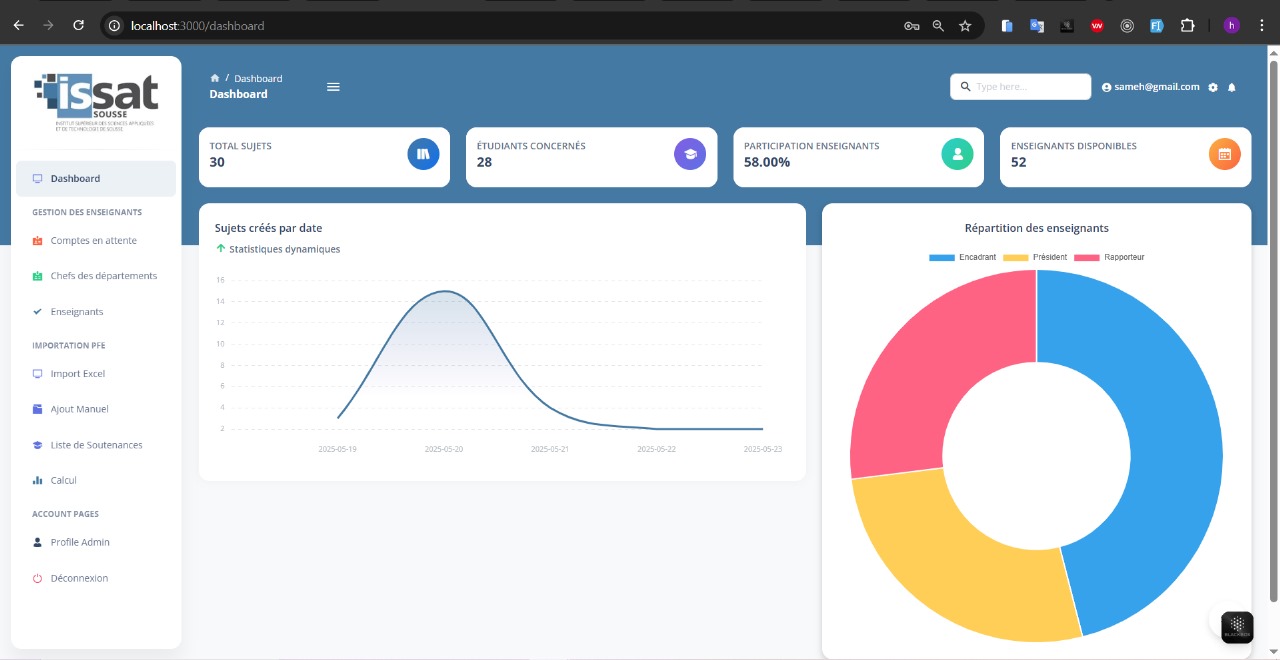 localhost:3000/dashboard
issat
SOUSSE
INSTITUT SUPÉRIEUR DES SCIENCES APPLIQUÉES
ET DE TECHNOLOGIE DE SOUSSE
/ Dashboard
Dashboard
Type here...
sameh@gmail.com
Dashboard
GESTION DES ENSEIGNANTS
Comptes en attente
Chefs des départements
Enseignants
IMPORTATION PFE
Import Excel
Ajout Manuel
Liste de Soutenances
Calcul
ACCOUNT PAGES
Profile Admin
Déconnexion
TOTAL SUJETS
30
ÉTUDIANTS CONCERNÉS
28
PARTICIPATION ENSEIGNANTS
58.00%
ENSEIGNANTS DISPONIBLES
52
Sujets créés par date
Statistiques dynamiques
16
14
12
10
8
6
4
2
2025-05-19 2025-05-20 2025-05-21 2025-05-22 2025-05-23
Répartition des enseignants
Encadrant Président Rapporteur
BLACKBOX
h